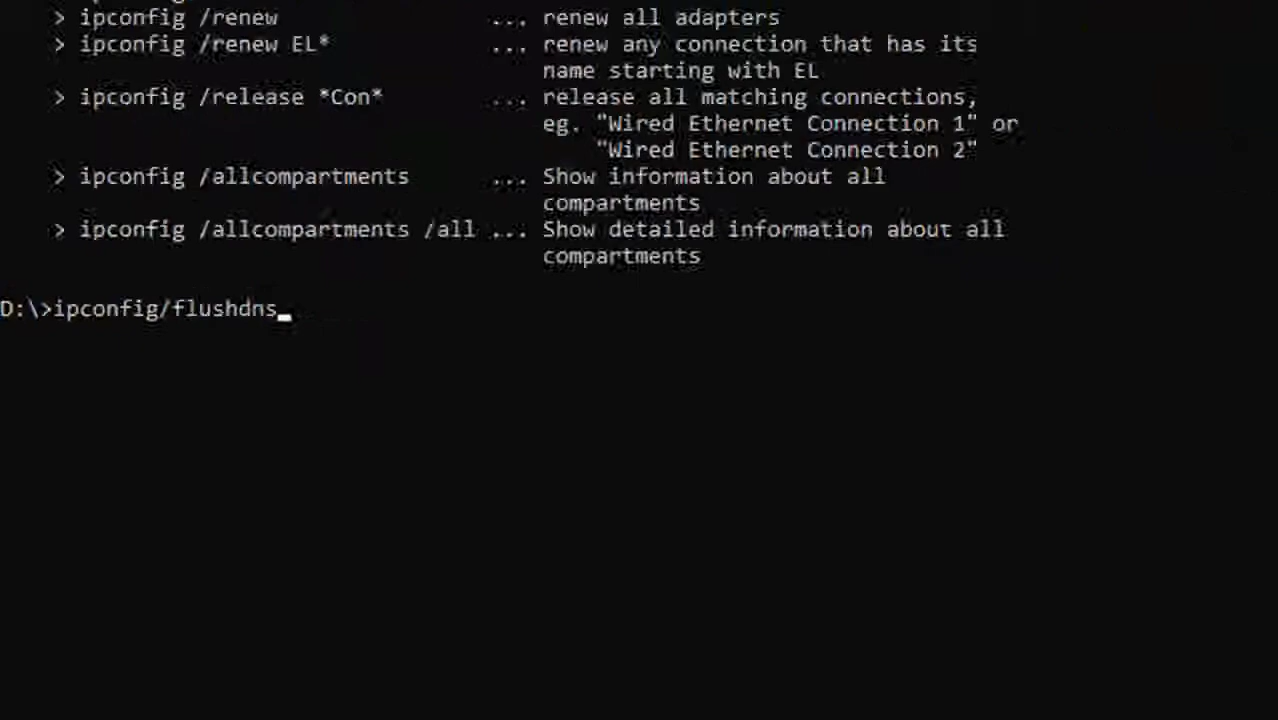 > ipconfig /renew ... renew all adapters
> ipconfig /renew EL* ... renew any connection that has its
name starting with EL
> ipconfig /release *Con* ... release all matching connections,
eg. "Wired Ethernet Connection 1" or
"Wired Ethernet Connection 2"
> ipconfig /allcompartments ... Show information about all
compartments
> ipconfig /allcompartments /all ... Show detailed information about all
compartments
D:\>ipconfig/flushdns_